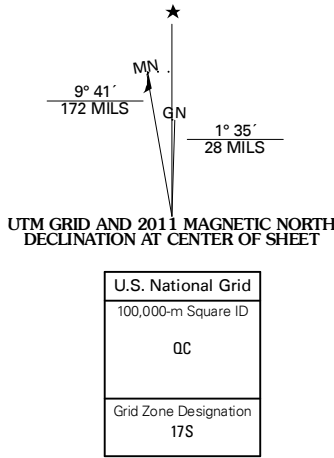 ★
MN
9° 41´
172 MILS
GN
1° 35´
28 MILS
UTM GRID AND 2011 MAGNETIC NORTH
DECLINATION AT CENTER OF SHEET
U.S. National Grid
100,000-m Square ID
QC
Grid Zone Designation
17S